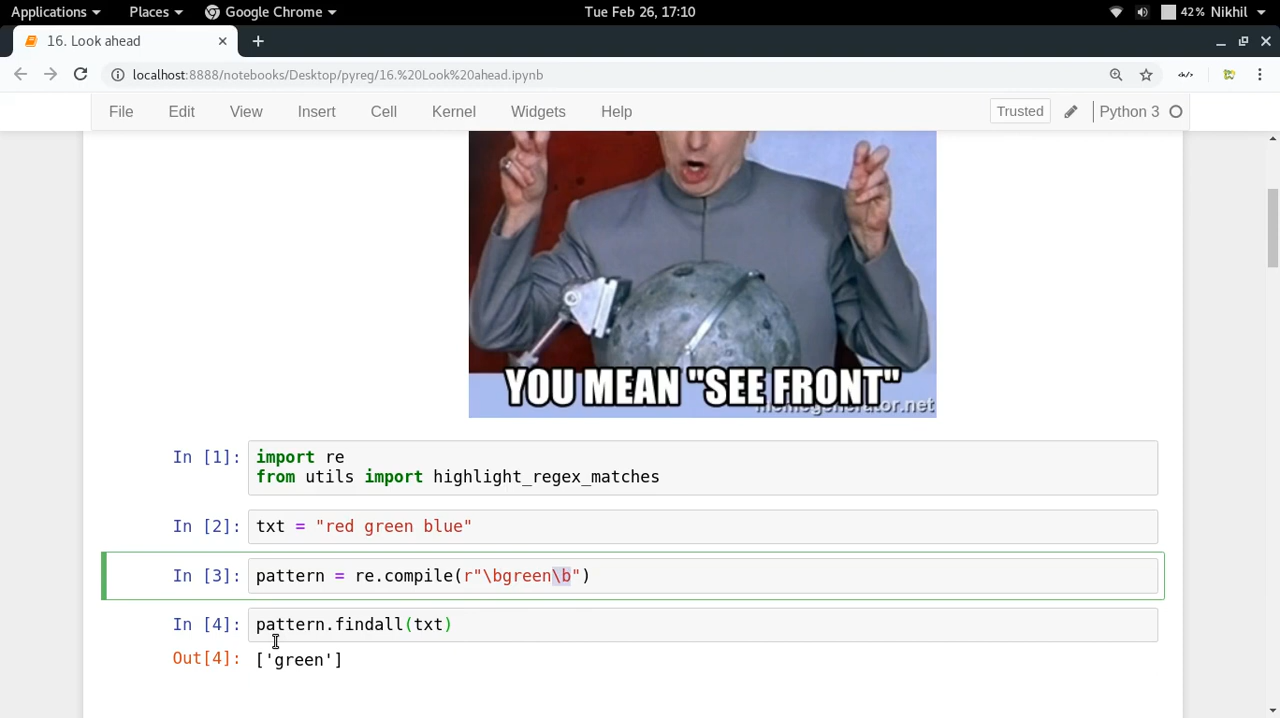 Applications Places Google Chrome Tue Feb 26, 17:10 42% Nikhil
16. Look ahead
localhost:8888/notebooks/Desktop/pyreg/16.%20Look%20ahead.ipynb
File Edit View Insert Cell Kernel Widgets Help Trusted Python 3
YOU MEAN "SEE FRONT"
memegenerator.net
In [1]: import re
from utils import highlight_regex_matches
In [2]: txt = "red green blue"
In [3]: pattern = re.compile(r"\bgreen\b")
In [4]: pattern.findall(txt)
Out[4]: ['green']